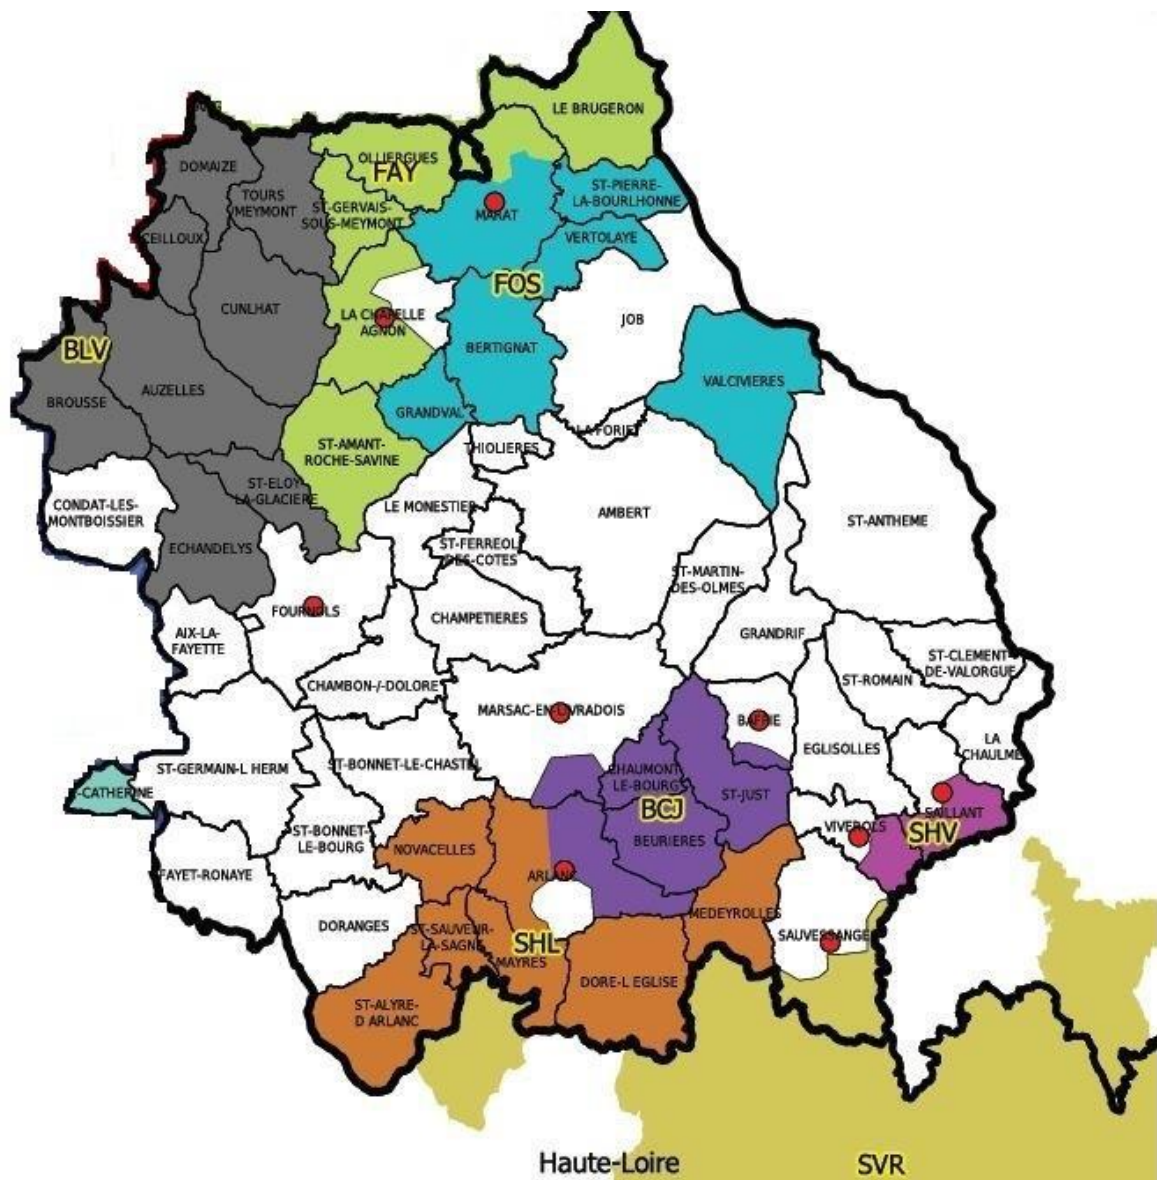 LE BRUGERON
DOMAIZE
OLLIERGUES
FAY
TOURS
MEYMONT
ST-PIERRE-
LA-BOURLHONNE
ST-GERVAIS-
SOUS-MEYMONT
MARAT
CEILLOUX
VERTOLAYE
FOS
CUNLHAT
LA CHAPELLE
AGNON
JOB
BLV
BERTIGNAT
AUZELLES
VALCIVIERES
BROUSSE
GRANDVAL
LA FORIE
ST-AMANT-
ROCHE-SAVINE
THIOLIERES
ST-ELOY-
LA-GLACIERE
CONDAT-LES-
MONTBOISSIER
LE MONESTIER
AMBERT
ST-ANTHEME
ECHANDELYS
ST-FERREOL-
DES-COTES
ST-MARTIN-
DES-OLMES
FOURNOLS
CHAMPETIERES
AIX-LA-
FAYETTE
GRANDRIF
ST-CLEMENT-
DE-VALORGUE
ST-ROMAIN
CHAMBON-/-DOLORE
MARSAC-EN-LIVRADOIS
BAFFIE
LA
CHAULME
EGLISOLLES
ST-GERMAIN-L HERM
ST-BONNET-LE-CHASTEL
CHAUMONT-
LE-BOURG
-CATHERINE
ST-JUST
BCJ
SAILLANT
ST-BONNET-
LE-BOURG
VIVEROLS
SHV
BEURIERES
NOVACELLES
FAYET-RONAYE
ARLANC
MEDEYROLLES
DORANGES
ST-SAUVEUR-
LA-SAGNE
SHL
SAUVESSANGES
MAYRES
DORE-L EGLISE
ST-ALYRE-
D ARLANC
Haute-Loire
SVR